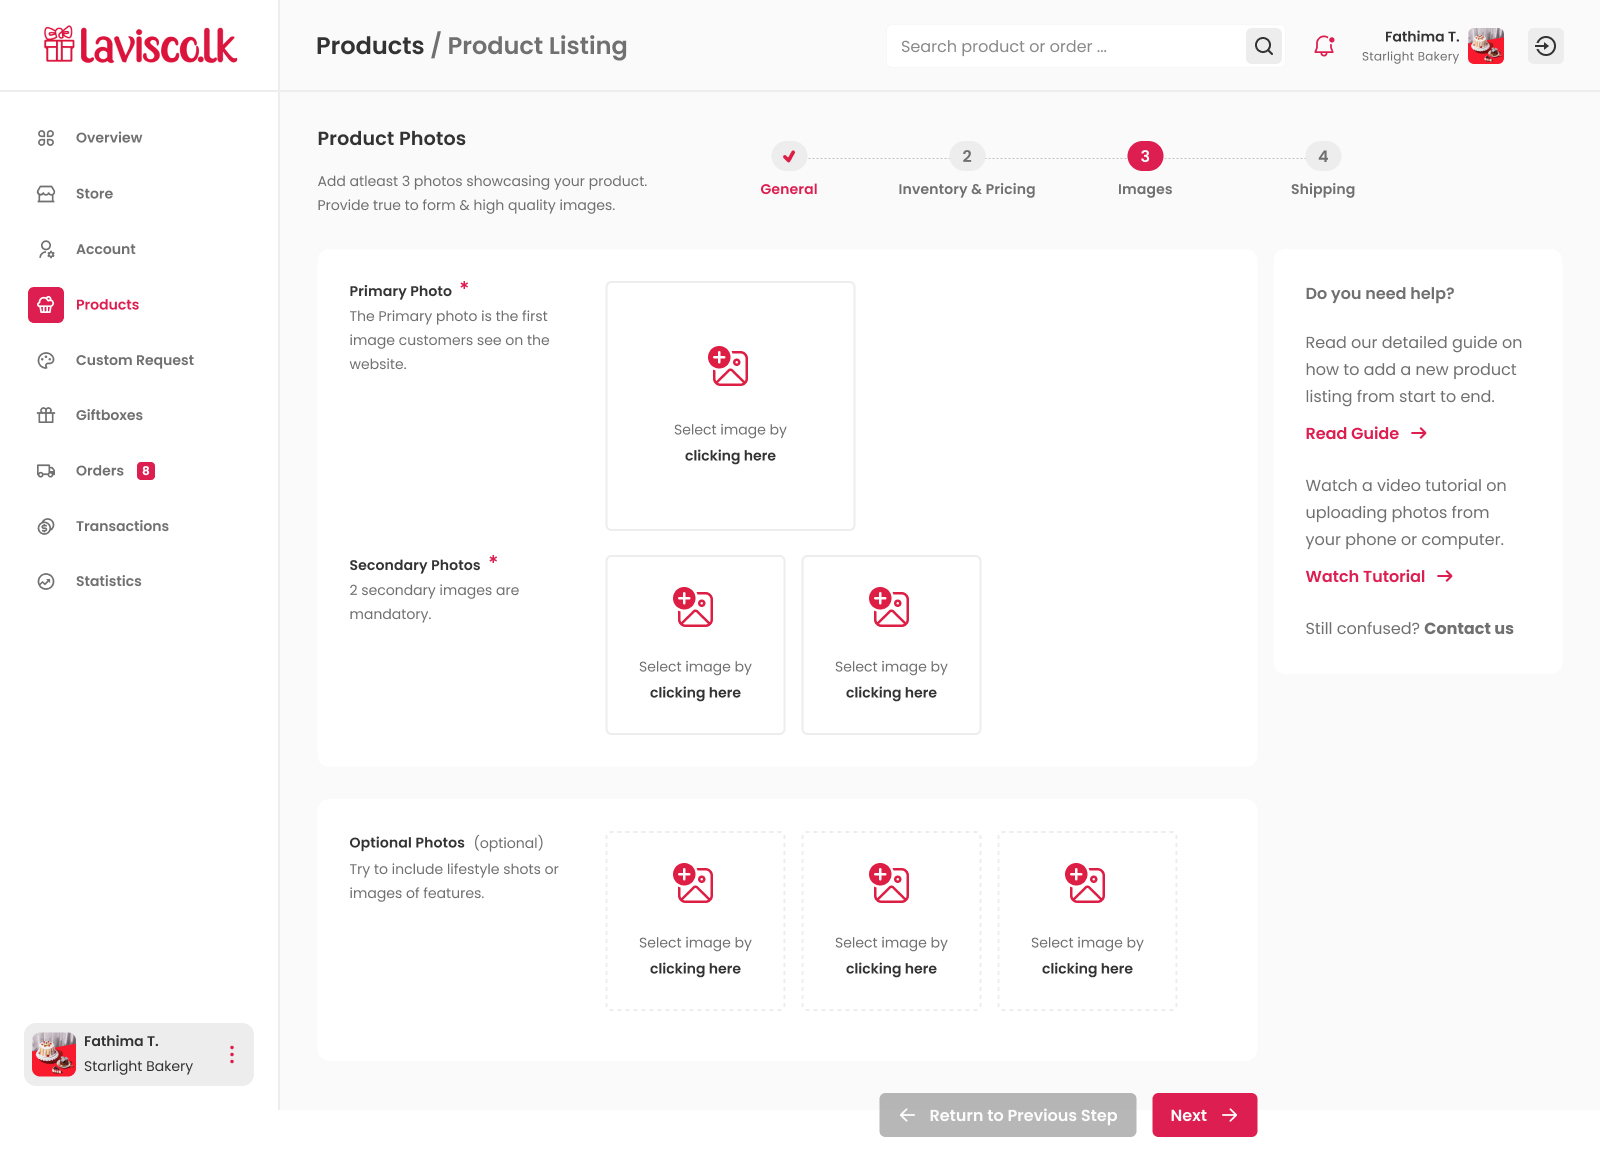 lavisco.lk
Products / Product Listing
Search product or order ...
Fathima T.
Starlight Bakery
Overview
Store
Account
Products
Custom Request
Giftboxes
Orders 8
Transactions
Statistics
Fathima T.
Starlight Bakery
Product Photos
Add atleast 3 photos showcasing your product.
Provide true to form & high quality images.
General
2
Inventory & Pricing
3
Images
4
Shipping
Primary Photo *
The Primary photo is the first
image customers see on the
website.
Select image by
clicking here
Secondary Photos *
2 secondary images are
mandatory.
Select image by
clicking here
Select image by
clicking here
Optional Photos (optional)
Try to include lifestyle shots or
images of features.
Select image by
clicking here
Select image by
clicking here
Select image by
clicking here
Do you need help?
Read our detailed guide on
how to add a new product
listing from start to end.
Read Guide →
Watch a video tutorial on
uploading photos from
your phone or computer.
Watch Tutorial →
Still confused? Contact us
← Return to Previous Step
Next →